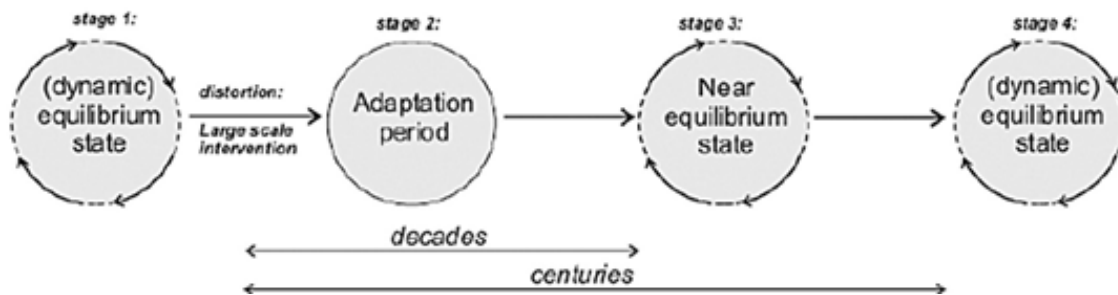 stage 1:
(dynamic)
equilibrium
state
distortion:
Large scale
intervention
stage 2:
Adaptation
period
stage 3:
Near
equilibrium
state
stage 4:
(dynamic)
equilibrium
state
decades
centuries